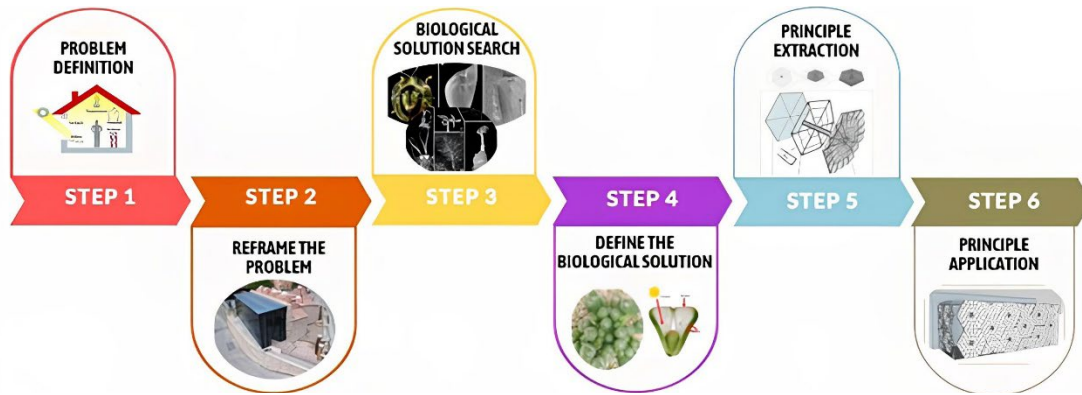 PROBLEM
DEFINITION
STEP 1
STEP 2
REFRAME THE
PROBLEM
BIOLOGICAL
SOLUTION SEARCH
STEP 3
STEP 4
DEFINE THE
BIOLOGICAL SOLUTION
PRINCIPLE
EXTRACTION
STEP 5
STEP 6
PRINCIPLE
APPLICATION